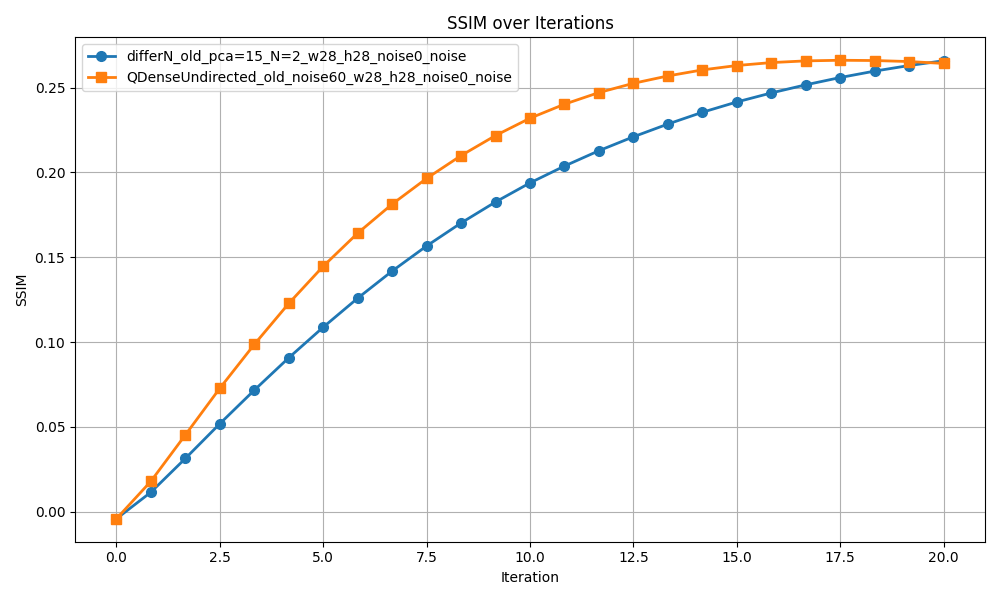 SSIM over Iterations
differN_old_pca=15_N=2_w28_h28_noise0_noise
QDenseUndirected_old_noise60_w28_h28_noise0_noise
SSIM
0.25
0.20
0.15
0.10
0.05
0.00
0.0 2.5 5.0 7.5 10.0 12.5 15.0 17.5 20.0
Iteration